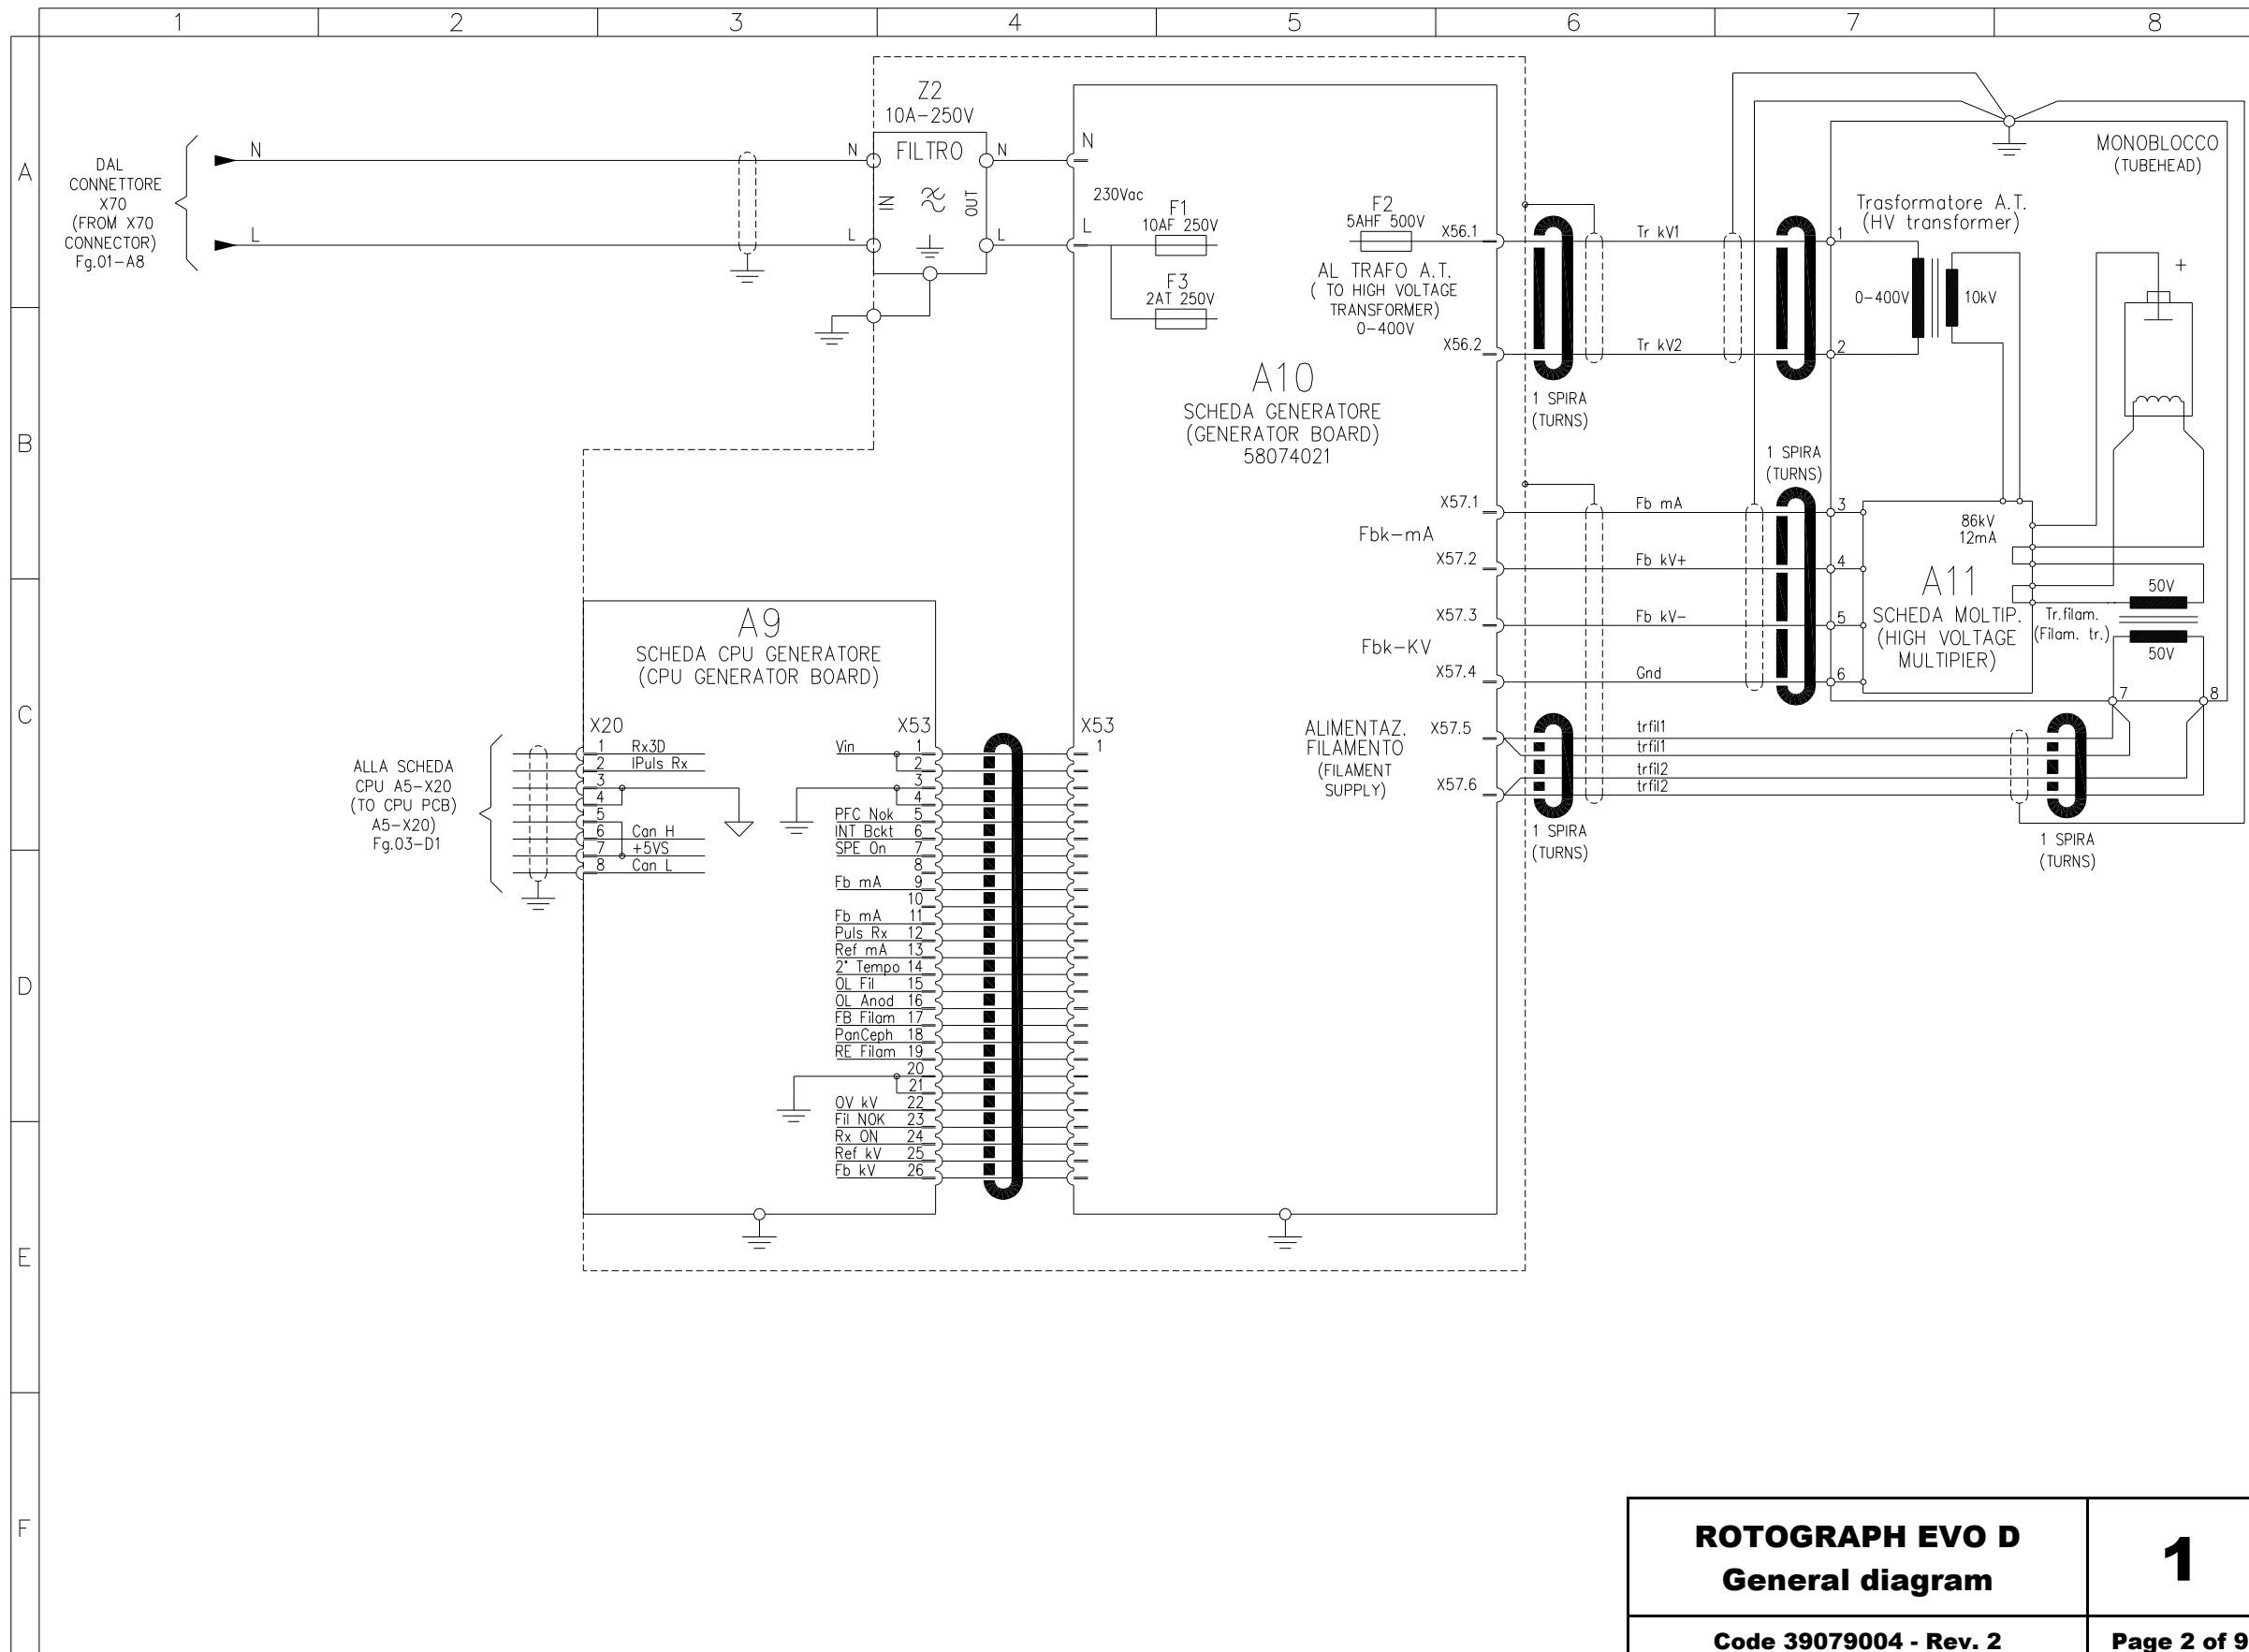 1 2 3 4 5 6 7 8
A
B
C
D
E
F
DAL
CONNETTORE
X70
(FROM X70
CONNECTOR)
Fg.01-A8
N
L
Z2
10A-250V
FILTRO
N
L
IN
OUT
N
L
N
L
230Vac
F1
10AF 250V
F3
2AT 250V
F2
5AHF 500V
X56.1
AL TRAFO A.T.
( TO HIGH VOLTAGE
TRANSFORMER)
0-400V
X56.2
A10
SCHEDA GENERATORE
(GENERATOR BOARD)
58074021
X57.1
Fbk-mA
X57.2
X57.3
Fbk-KV
X57.4
ALIMENTAZ.
FILAMENTO
(FILAMENT
SUPPLY)
X57.5
X57.6
Tr kV1
Tr kV2
1 SPIRA
(TURNS)
1 SPIRA
(TURNS)
Fb mA
Fb kV+
Fb kV-
Gnd
trfil1
trfil1
trfil2
trfil2
1 SPIRA
(TURNS)
1 SPIRA
(TURNS)
MONOBLOCCO
(TUBEHEAD)
Trasformatore A.T.
(HV transformer)
1
2
0-400V
10kV
+
3
4
5
6
86kV
12mA
A11
SCHEDA MOLTIP.
(HIGH VOLTAGE
MULTIPIER)
50V
Tr.filam.
(Filam. tr.)
50V
7
8
A9
SCHEDA CPU GENERATORE
(CPU GENERATOR BOARD)
ALLA SCHEDA
CPU A5-X20
(TO CPU PCB)
A5-X20)
Fg.03-D1
X20
1 Rx3D
2 IPuls Rx
3
4
5
6 Can H
7 +5VS
8 Can L
X53
Vin 1
2
3
4
PFC Nok 5
INT Bckt 6
SPE On 7
8
Fb mA 9
10
Fb mA 11
Puls Rx 12
Ref mA 13
2° Tempo 14
OL Fil 15
OL Anod 16
FB Filam 17
PanCeph 18
RE Filam 19
20
21
OV kV 22
Fil NOK 23
Rx ON 24
Ref kV 25
Fb kV 26
X53
1
ROTOGRAPH EVO D
General diagram
1
Code 39079004 - Rev. 2
Page 2 of 9